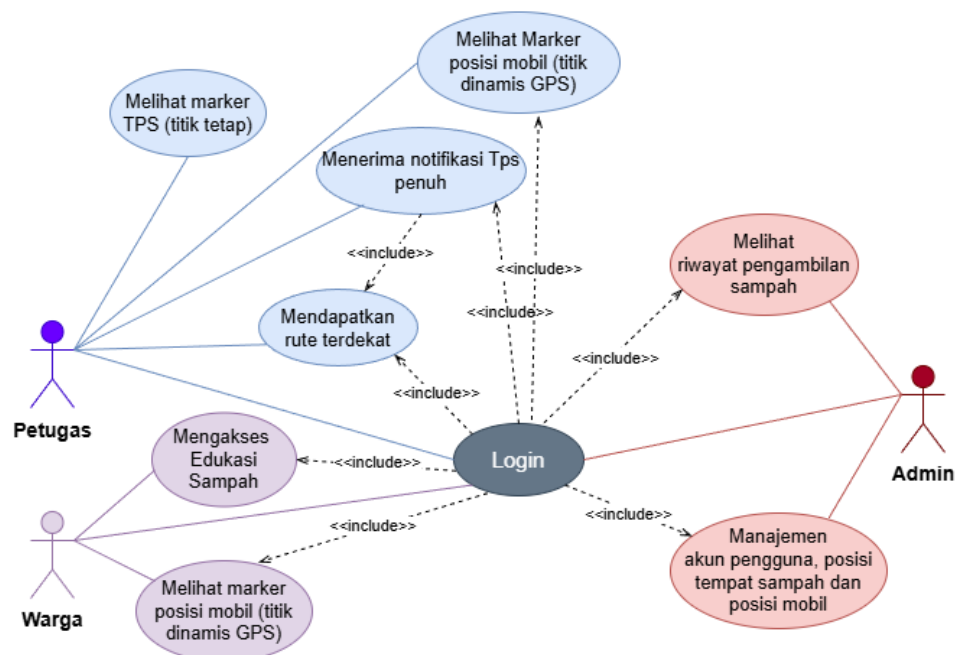 Melihat Marker
posisi mobil (titik
dinamis GPS)
Melihat marker
TPS (titik tetap)
Menerima notifikasi Tps
penuh
<<include>>
<<include>>
<<include>>
Melihat
riwayat pengambilan
sampah
Mendapatkan
rute terdekat
<<include>>
<<include>>
Petugas
Mengakses
Edukasi
Sampah
<<include>>
Login
Admin
<<include>>
<<include>>
Manajemen
akun pengguna, posisi
tempat sampah dan
posisi mobil
Warga
Melihat marker
posisi mobil (titik
dinamis GPS)